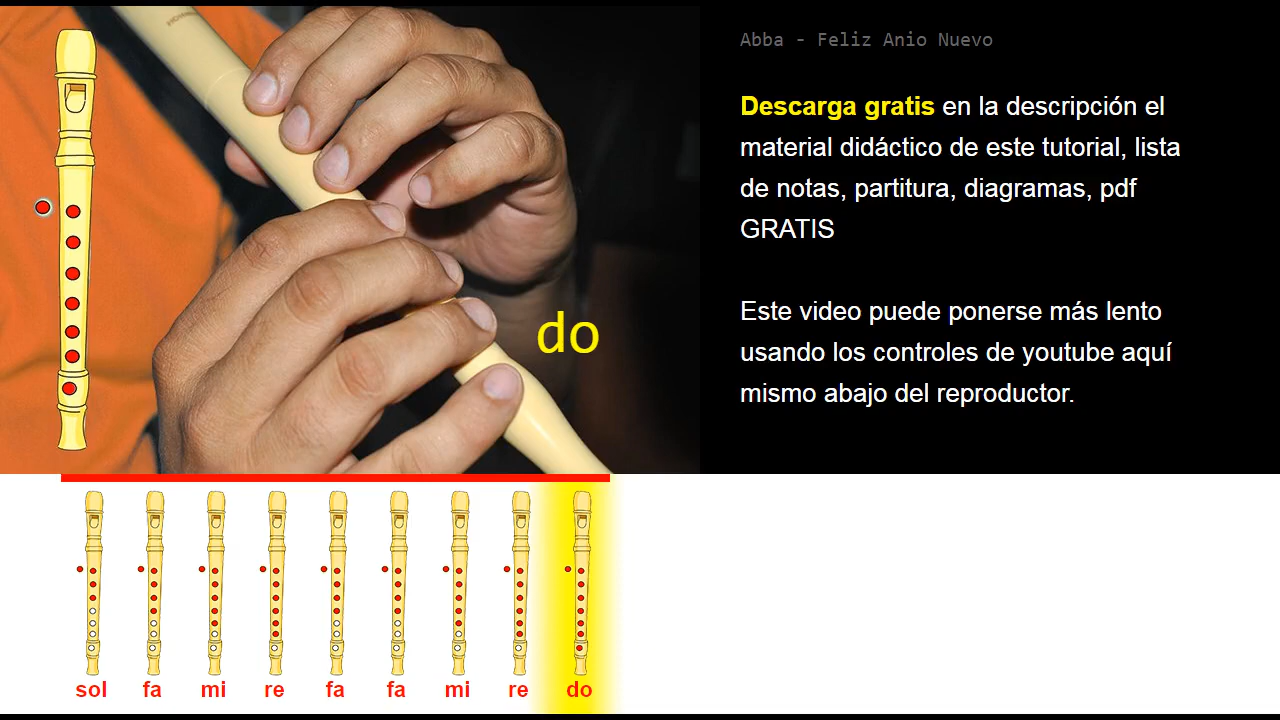 Abba - Feliz Anio Nuevo
Descarga gratis en la descripción el
material didáctico de este tutorial, lista
de notas, partitura, diagramas, pdf
GRATIS
Este video puede ponerse más lento
usando los controles de youtube aquí
mismo abajo del reproductor.
do
sol fa mi re fa fa mi re do